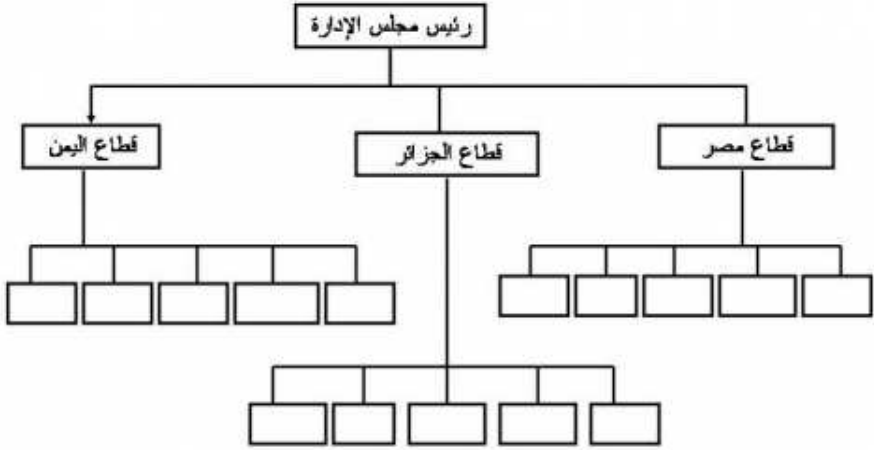 رئيس مجلس الإدارة
قطاع مصر
قطاع الجزائر
قطاع اليمن